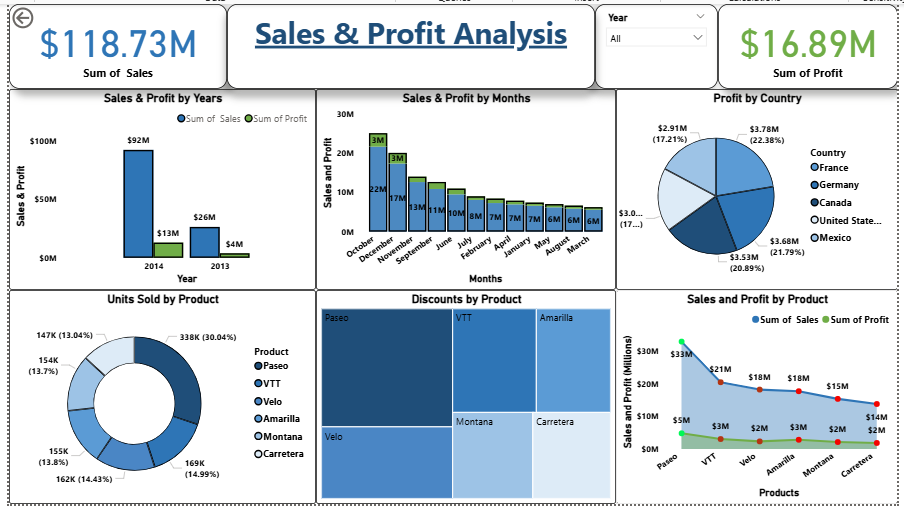 $118.73M
Sum of Sales
Sales & Profit Analysis
Year
All
$16.89M
Sum of Profit
Sales & Profit by Years
Sum of Sales
Sum of Profit
Sales & Profit
$100M
$50M
$0M
$92M
$13M
$26M
$4M
2014
2013
Year
Sales & Profit by Months
Sales and Profit
30M
20M
10M
0M
3M
3M
22M
17M
13M
11M
10M
8M
7M
7M
7M
6M
6M
6M
October
December
November
September
June
July
February
April
January
May
August
March
Months
Profit by Country
$2.91M
(17.21%)
$3.78M
(22.38%)
$3.0...
(17...)
$3.68M
(21.79%)
$3.53M
(20.89%)
Country
France
Germany
Canada
United State...
Mexico
Units Sold by Product
147K (13.04%)
338K (30.04%)
154K
(13.7%)
155K
(13.8%)
162K (14.43%)
169K
(14.99%)
Product
Paseo
VTT
Velo
Amarilla
Montana
Carretera
Discounts by Product
Paseo
VTT
Amarilla
Velo
Montana
Carretera
Sales and Profit by Product
Sum of Sales
Sum of Profit
Sales and Profit (Millions)
$30M
$20M
$10M
$0M
$33M
$21M
$18M
$18M
$15M
$14M
$5M
$3M
$2M
$3M
$2M
$2M
Paseo
VTT
Velo
Amarilla
Montana
Carretera
Products